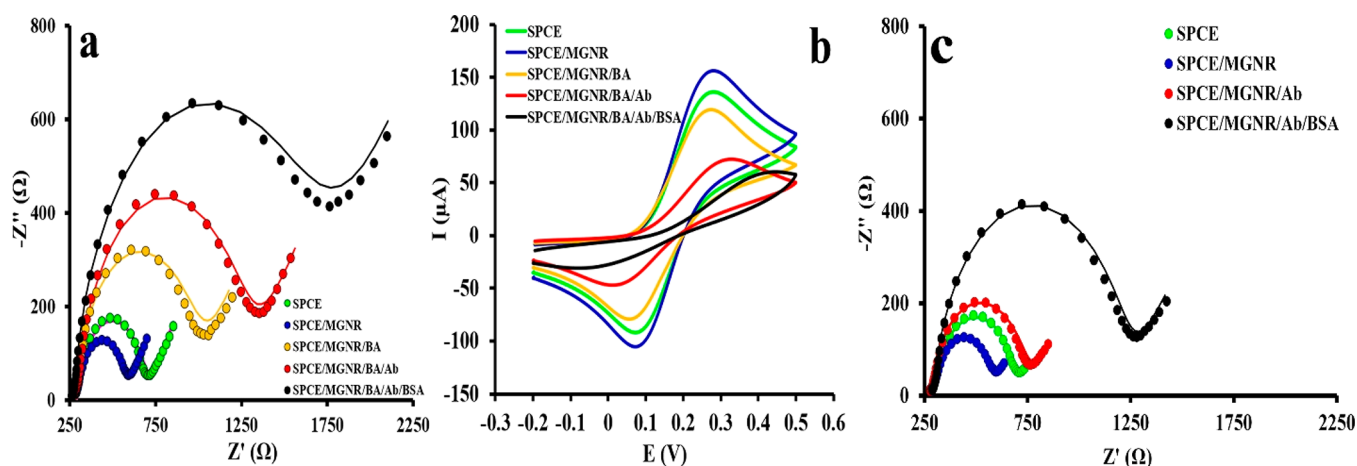 a
800
600
400
200
0
-Z" (Ω)
250
750
1250
1750
2250
Z' (Ω)
SPCE
SPCE/MGNR
SPCE/MGNR/BA
SPCE/MGNR/BA/Ab
SPCE/MGNR/BA/Ab/BSA
b
200
150
100
50
0
-50
-100
-150
I (µA)
-0.3
-0.2
-0.1
0
0.1
0.2
0.3
0.4
0.5
0.6
E (V)
SPCE
SPCE/MGNR
SPCE/MGNR/BA
SPCE/MGNR/BA/Ab
SPCE/MGNR/BA/Ab/BSA
c
800
600
400
200
0
-Z" (Ω)
250
750
1250
1750
2250
Z' (Ω)
SPCE
SPCE/MGNR
SPCE/MGNR/Ab
SPCE/MGNR/Ab/BSA